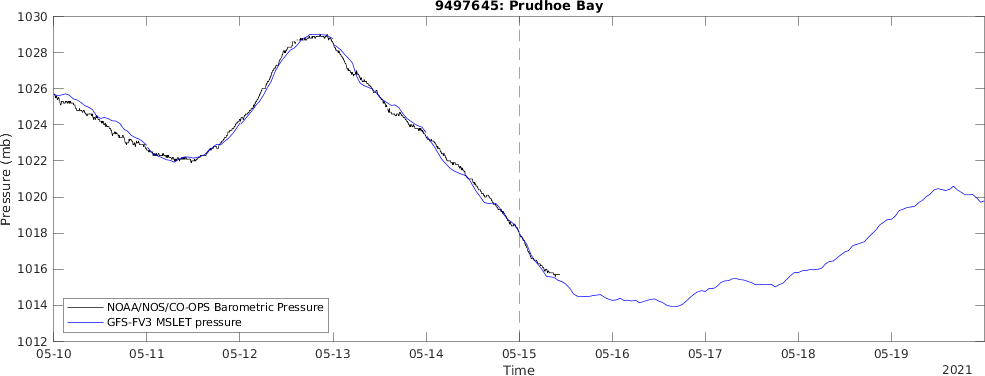 9497645: Prudhoe Bay
1030
1028
1026
1024
1022
1020
1018
1016
1014
1012
Pressure (mb)
NOAA/NOS/CO-OPS Barometric Pressure
GFS-FV3 MSLET pressure
05-10 05-11 05-12 05-13 05-14 05-15 05-16 05-17 05-18 05-19
Time
2021